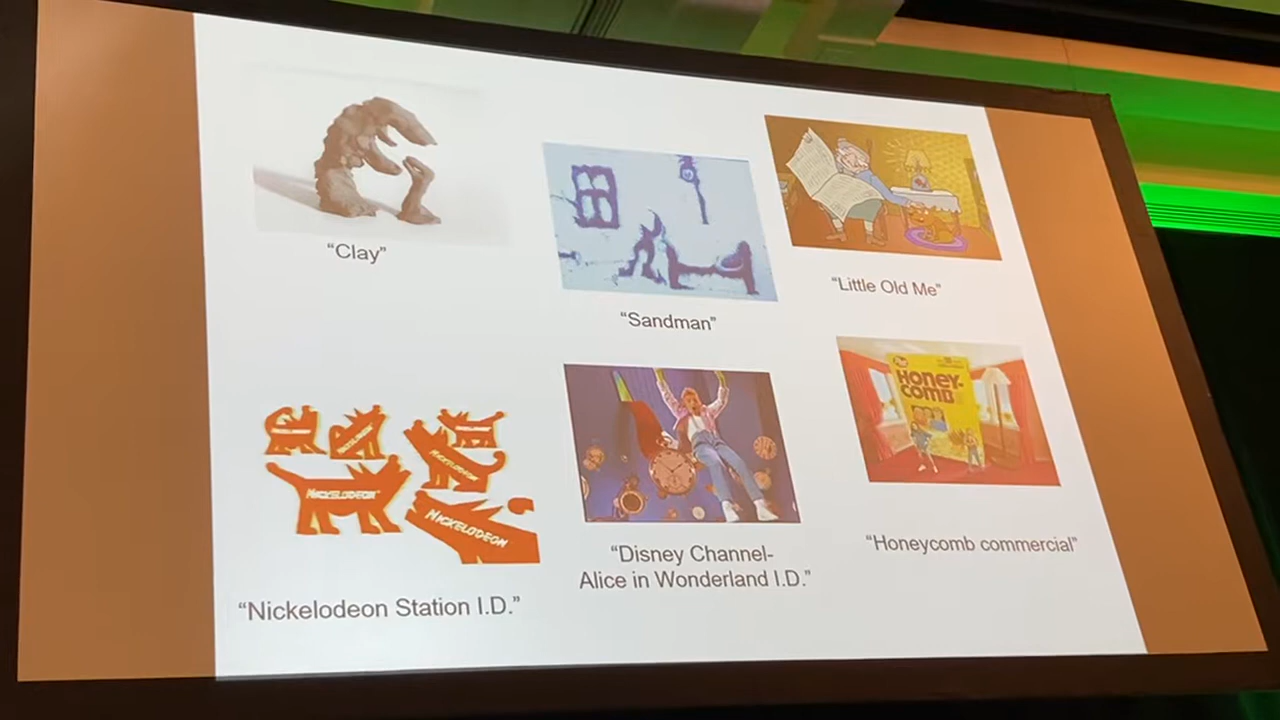 “Clay”
“Sandman”
“Little Old Me”
NICKELODEON
NICKELODEON
NICKELODEON
“Nickelodeon Station I.D.”
“Disney Channel-
Alice in Wonderland I.D.”
Post
HONEY-
COMB
“Honeycomb commercial”